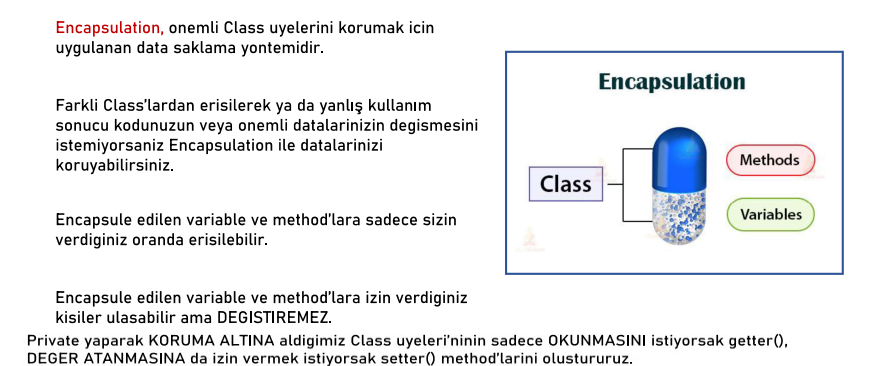 Encapsulation, onemli Class uyelerini korumak icin
uygulanan data saklama yontemidir.
Farkli Class'lardan erisilerek ya da yanlış kullanım
sonucu kodunuzun veya onemli datalarinizin degismesini
istemiyorsaniz Encapsulation ile datalarinizi
koruyabilirsiniz.
Encapsule edilen variable ve method'lara sadece sizin
verdiginiz oranda erisilebilir.
Encapsule edilen variable ve method'lara izin verdiginiz
kisiler ulasabilir ama DEGISTIREMEZ.
Private yaparak KORUMA ALTINA aldigimiz Class uyeleri'ninin sadece OKUNMASINI istiyorsak getter(),
DEGER ATANMASINA da izin vermek istiyorsak setter() method'larini olustururuz.
Encapsulation
Class
Methods
Variables